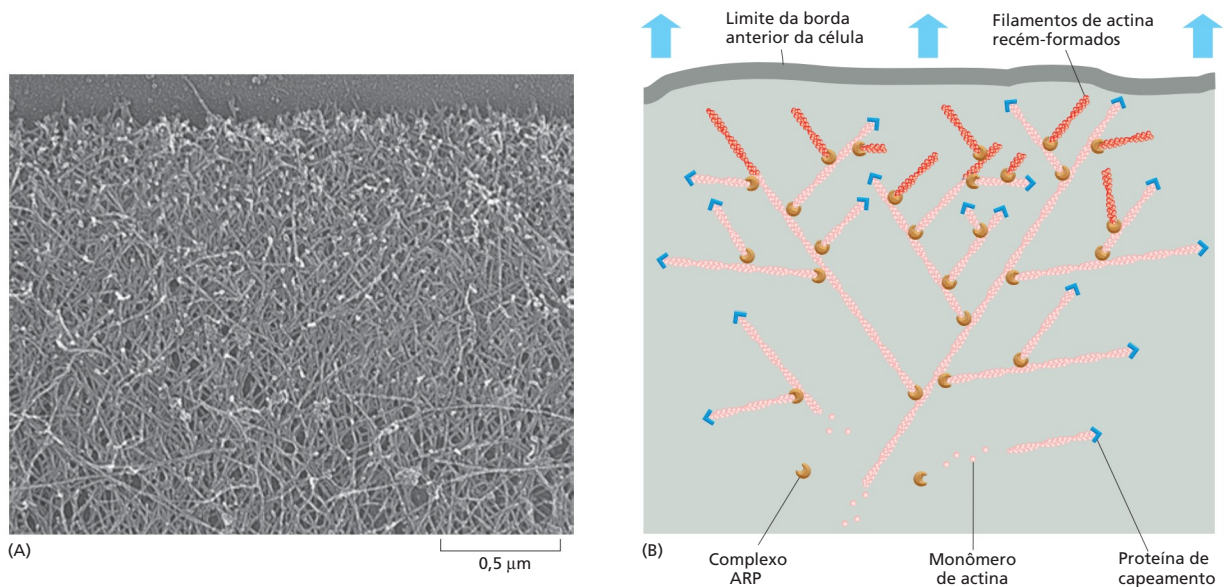 Limite da borda
anterior da célula
Filamentos de actina
recém-formados
(A)
0,5 μm
(B)
Complexo
ARP
Monômero
de actina
Proteína de
capeamento